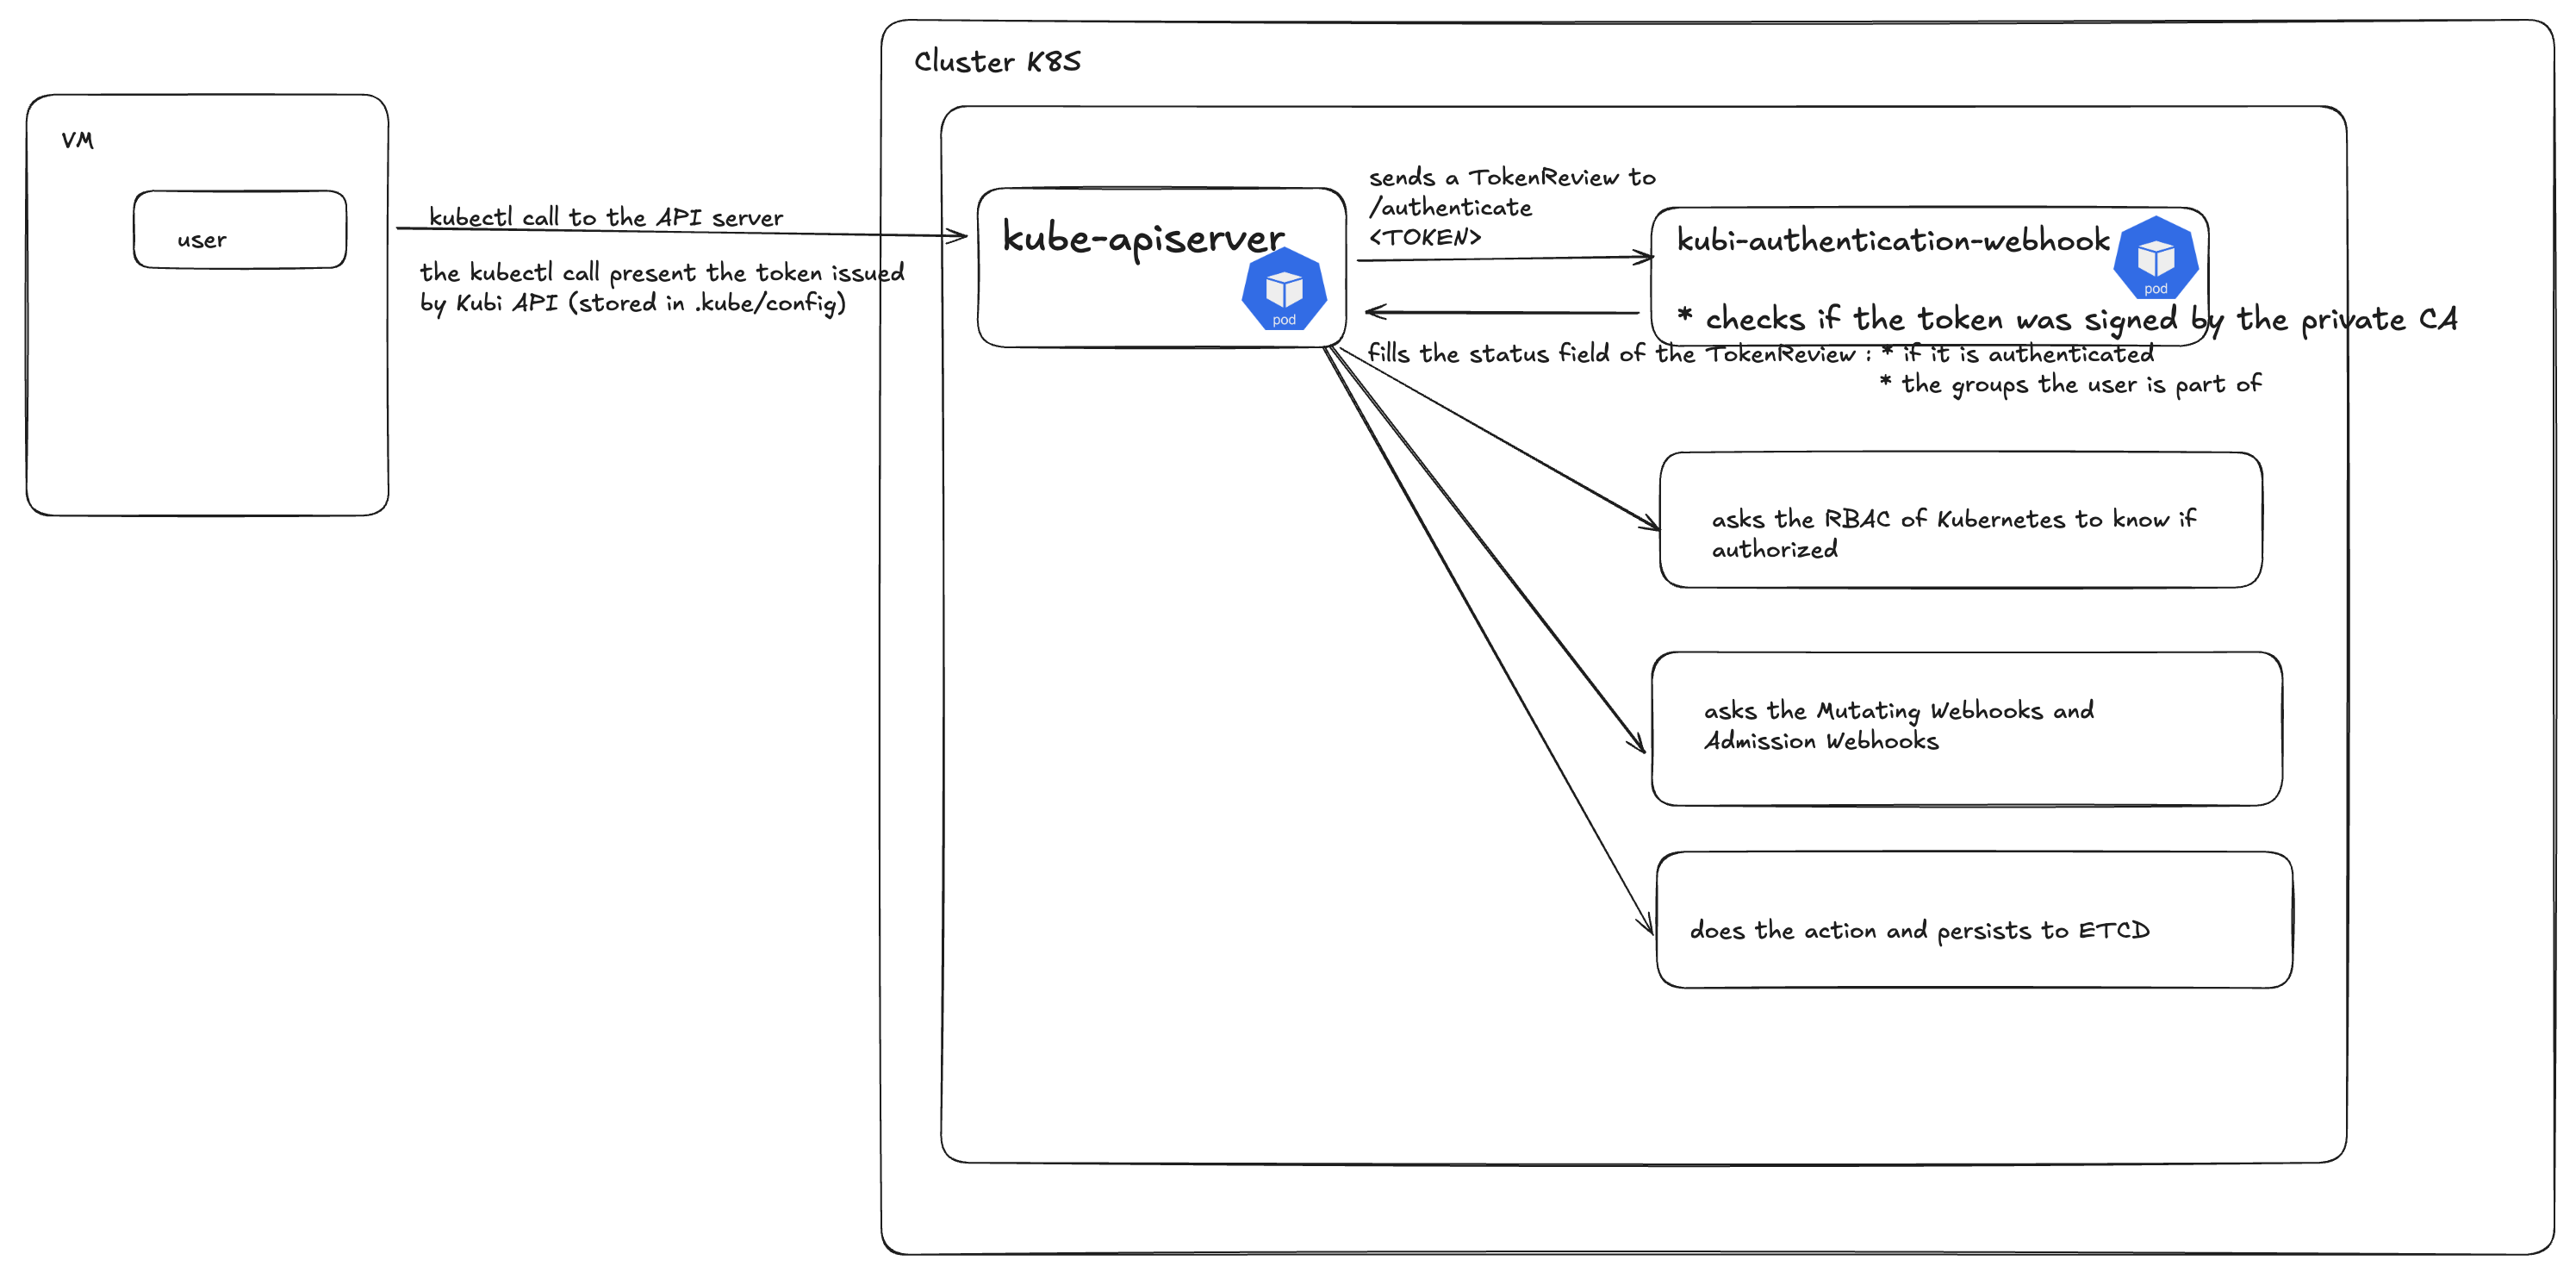 Cluster K8S
VM
user
kubectl call to the API server
the kubectl call present the token issued
by Kubi API (stored in .kube/config)
kube-apiserver
pod
sends a TokenReview to
/authenticate
<TOKEN>
kubi-authentication-webhook
pod
* checks if the token was signed by the private CA
fills the status field of the TokenReview : * if it is authenticated
* the groups the user is part of
asks the RBAC of Kubernetes to know if
authorized
asks the Mutating Webhooks and
Admission Webhooks
does the action and persists to ETCD